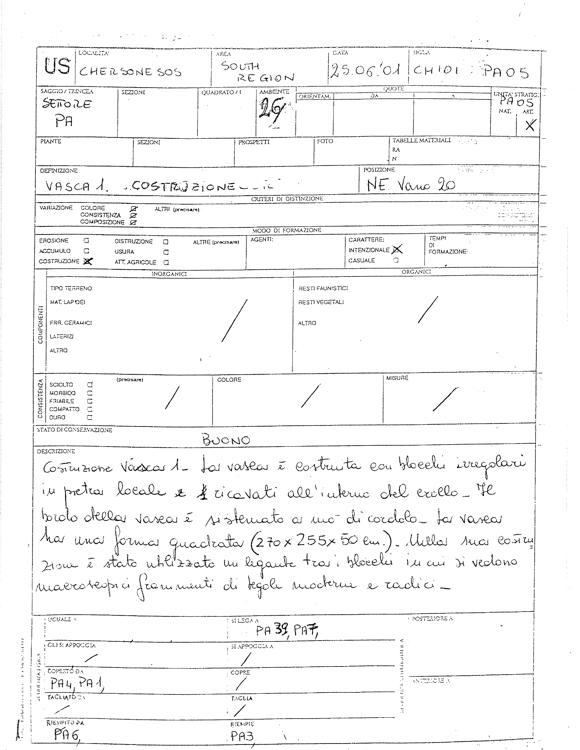 US
LOCALITA'
CHERSONESOS
AREA
SOUTH
REGION
DATA
25.06.'01
SIGLA
CH01: PA05
SAGGIO / TRINCEA
SETTORE
PA
SEZIONI
QUADRATO / I
AMBIENTE
26
QUOTE
ORIENTAM.
DA
A
UNITA' STRATIG.
PA05
NAT. ART.
X
PIANTE
SEZIONI
PROSPETTI
FOTO
TABELLE MATERIALI
RA
N
DEFINIZIONE
VASCA 1. COSTRUZIONE
POSIZIONE
NE Vano 20
CRITERI DI DISTINZIONE
VARIAZIONE COLORE ALTRI (precisare)
CONSISTENZA
COMPOSIZIONE
MODO DI FORMAZIONE
EROSIONE DISTRUZIONE ALTRE (precisare)
ACCUMULO USURA
COSTRUZIONE X ATT. AGRICOLE
AGENTI:
CARATTERE:
INTENZIONALE X
CASUALE
TEMPI
DI
FORMAZIONE:
COMPONENTI
INORGANICI
TIPO TERRENO
MAT. LAPIDEI
FRR. CERAMICI
LATERIZI
ALTRO
/
ORGANICI
RESTI FAUNISTICI
RESTI VEGETALI
ALTRO
/
CONSISTENZA
SCIOLTO (precisare)
MORBIDO
FRIABILE
COMPATTO
DURO
/
COLORE
/
MISURE
/
STATO DI CONSERVAZIONE
BUONO
DESCRIZIONE
Costruzione vasca 1 - La vasca è costruita con blocchi irregolari
in pietra locale e ricavati all'interno del crollo - Il
bordo della vasca è sistemato a mo' di cordolo - La vasca
ha una forma quadrata (270 x 255 x 50 cm.). Nella sua costru
zione è stato utilizzato un legante tra i blocchi in cui si vedono
macroscopici frammenti di tegole moderne e radici -
UGUALE A
SI LEGA A
PA39, PA7,
POSTERIORE A
GLI SI APPOGGIA
/
SI APPOGGIA A
/
COPERTO DA
PA4, PA1,
COPRE
/
ANTERIORE A
TAGLIATO DA
/
TAGLIA
/
RIEMPITO DA
PA6,
RIEMPIE
PA3